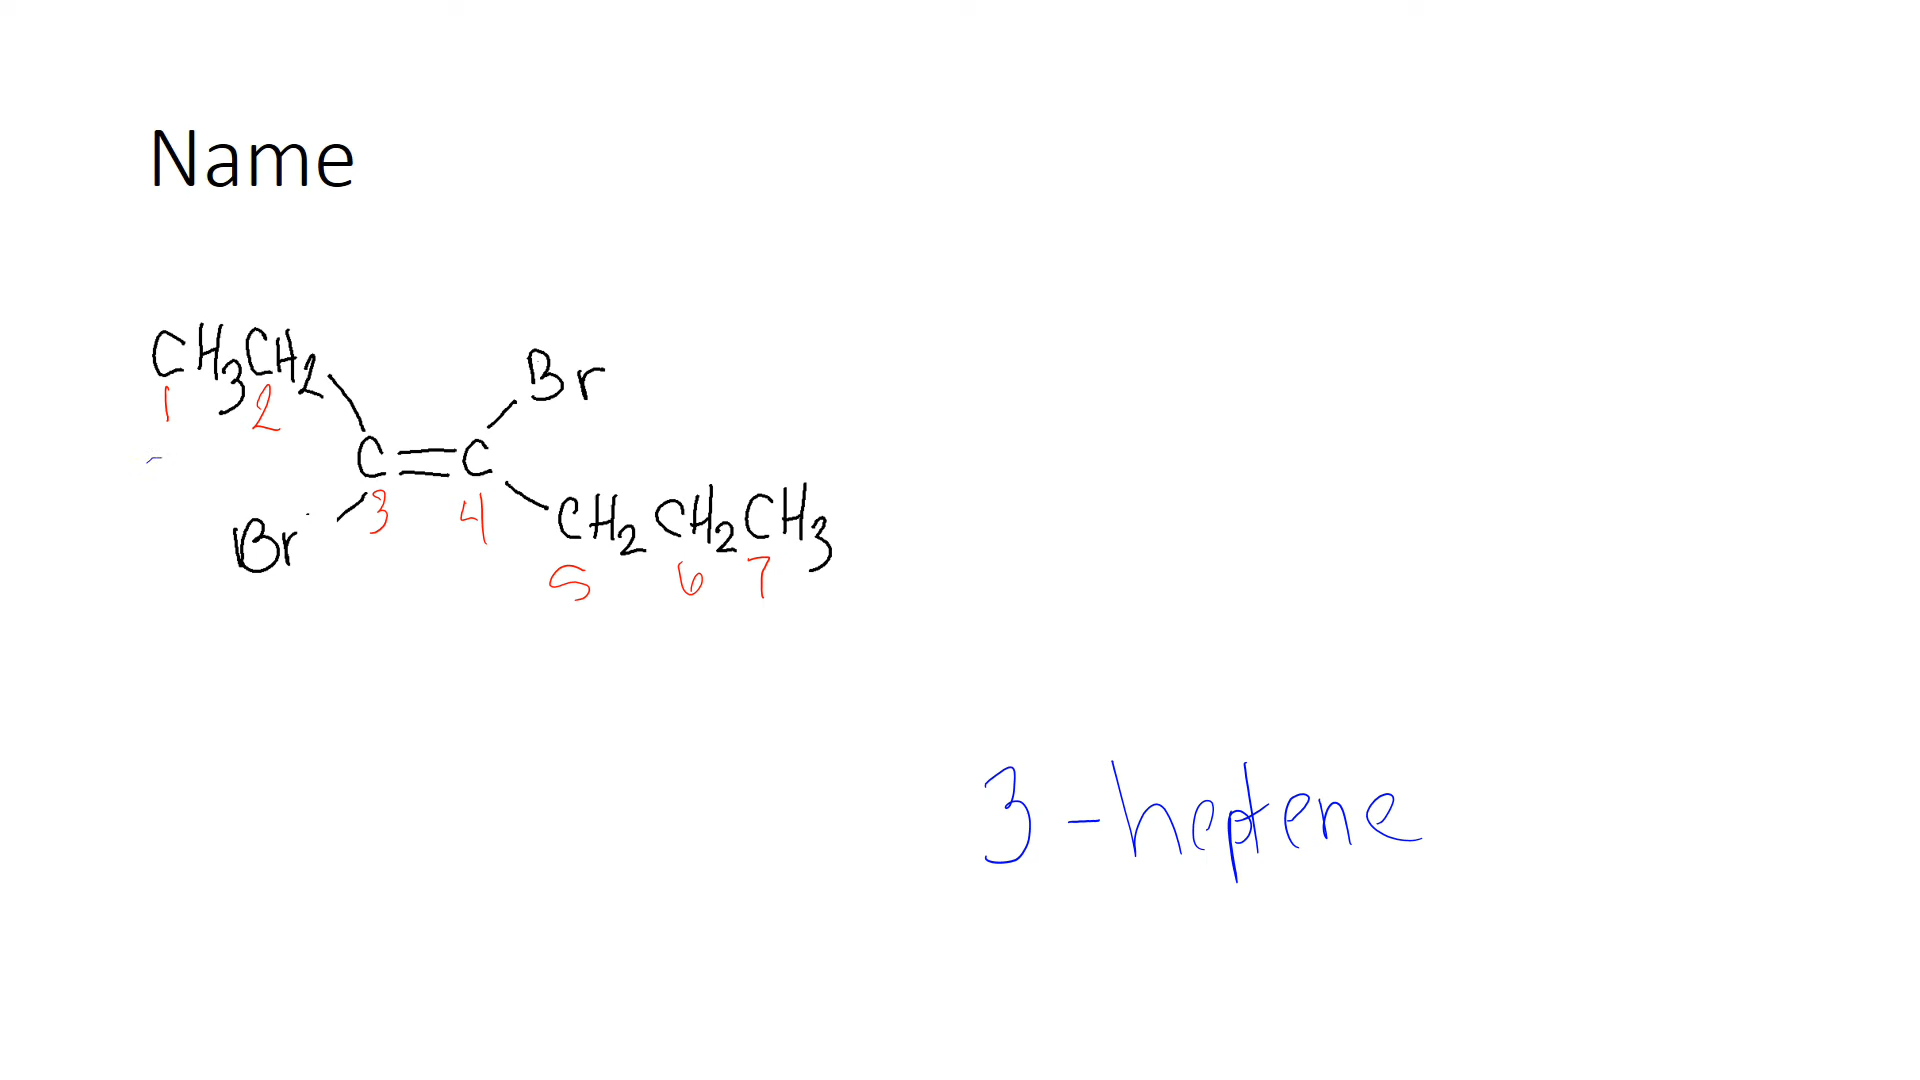 Name
CH3CH2
Br
1 2
C=C
3 4
Br
CH2CH2CH3
5 6 7
3-heptene